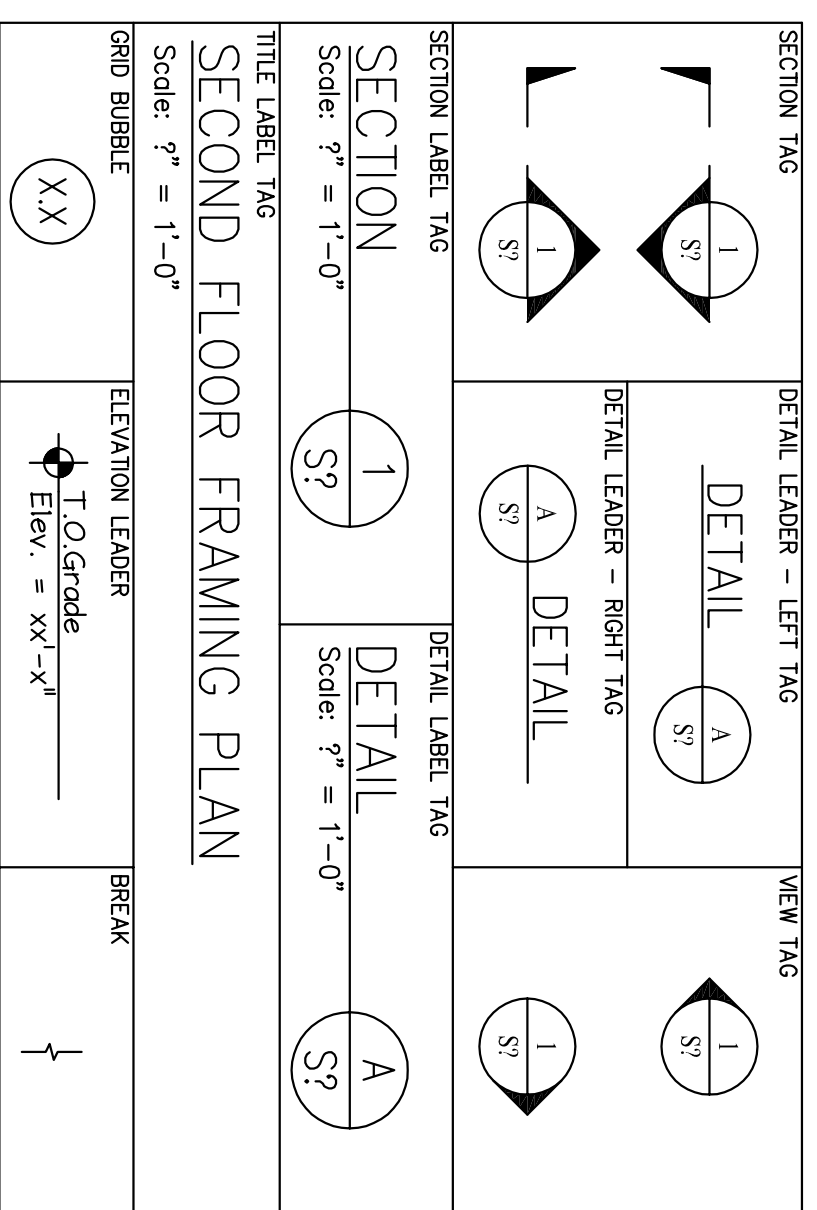 SECTION TAG
1
S?
1
S?
DETAIL LEADER - LEFT TAG
DETAIL
A
S?
DETAIL LEADER - RIGHT TAG
A
S?
DETAIL
VIEW TAG
1
S?
1
S?
SECTION LABEL TAG
SECTION
Scale: ?" = 1'-0"
1
S?
DETAIL LABEL TAG
DETAIL
Scale: ?" = 1'-0"
A
S?
TITLE LABEL TAG
SECOND FLOOR FRAMING PLAN
Scale: ?" = 1'-0"
GRID BUBBLE
X.X
ELEVATION LEADER
T.O.Grade
Elev. = xx'-x"
BREAK